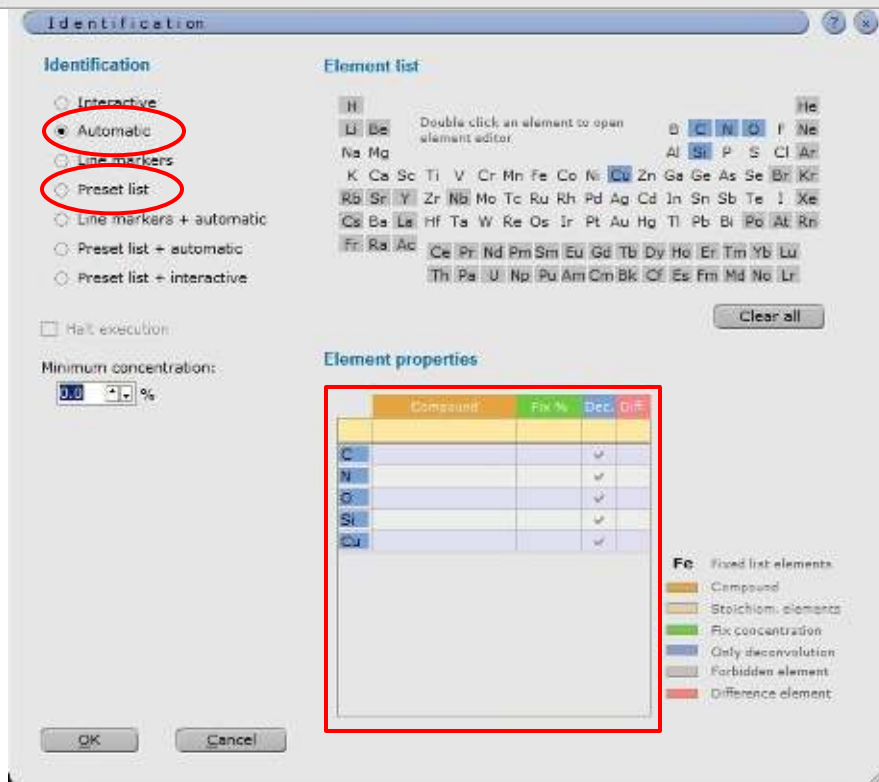 Identification
Identification
Interactive
Automatic
Line markers
Preset list
Line markers + automatic
Preset list + automatic
Preset list + interactive
Halt execution
Minimum concentration:
0.0 %
Element list
Double click an element to open
element editor
H He
Li Be B C N O F Ne
Na Mg Al Si P S Cl Ar
K Ca Sc Ti V Cr Mn Fe Co Ni Cu Zn Ga Ge As Se Br Kr
Rb Sr Y Zr Nb Mo Tc Ru Rh Pd Ag Cd In Sn Sb Te I Xe
Cs Ba La Hf Ta W Re Os Ir Pt Au Hg Tl Pb Bi Po At Rn
Fr Ra Ac Ce Pr Nd Pm Sm Eu Gd Tb Dy Ho Er Tm Yb Lu
Th Pa U Np Pu Am Cm Bk Cf Es Fm Md No Lr
Clear all
Element properties
Compound Fix % Dec. Diff.
C
N
O
Si
Cu
Fe Fixed list elements
Compound
Stoichiom. elements
Fix concentration
Only deconvolution
Forbidden element
Difference element
OK Cancel